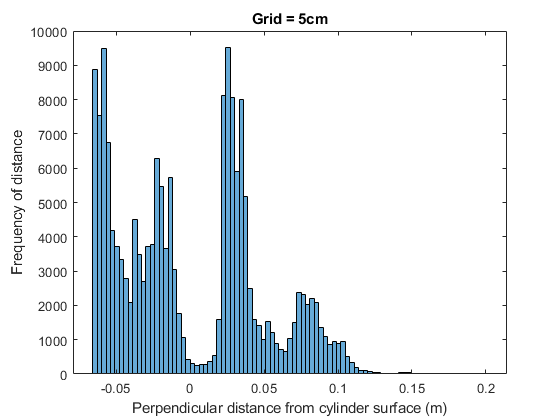 Grid = 5cm
10000
9000
8000
7000
6000
5000
4000
3000
2000
1000
0
Frequency of distance
-0.05 0 0.05 0.1 0.15 0.2
Perpendicular distance from cylinder surface (m)